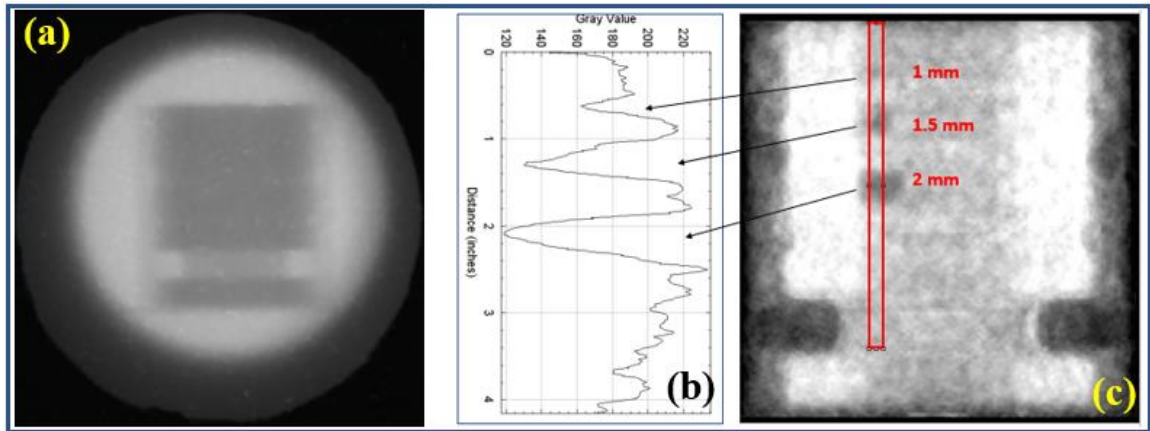 (a)
Gray Value
120
140
160
180
200
220
0
1
2
3
4
Distance (inches)
(b)
1 mm
1.5 mm
2 mm
(c)